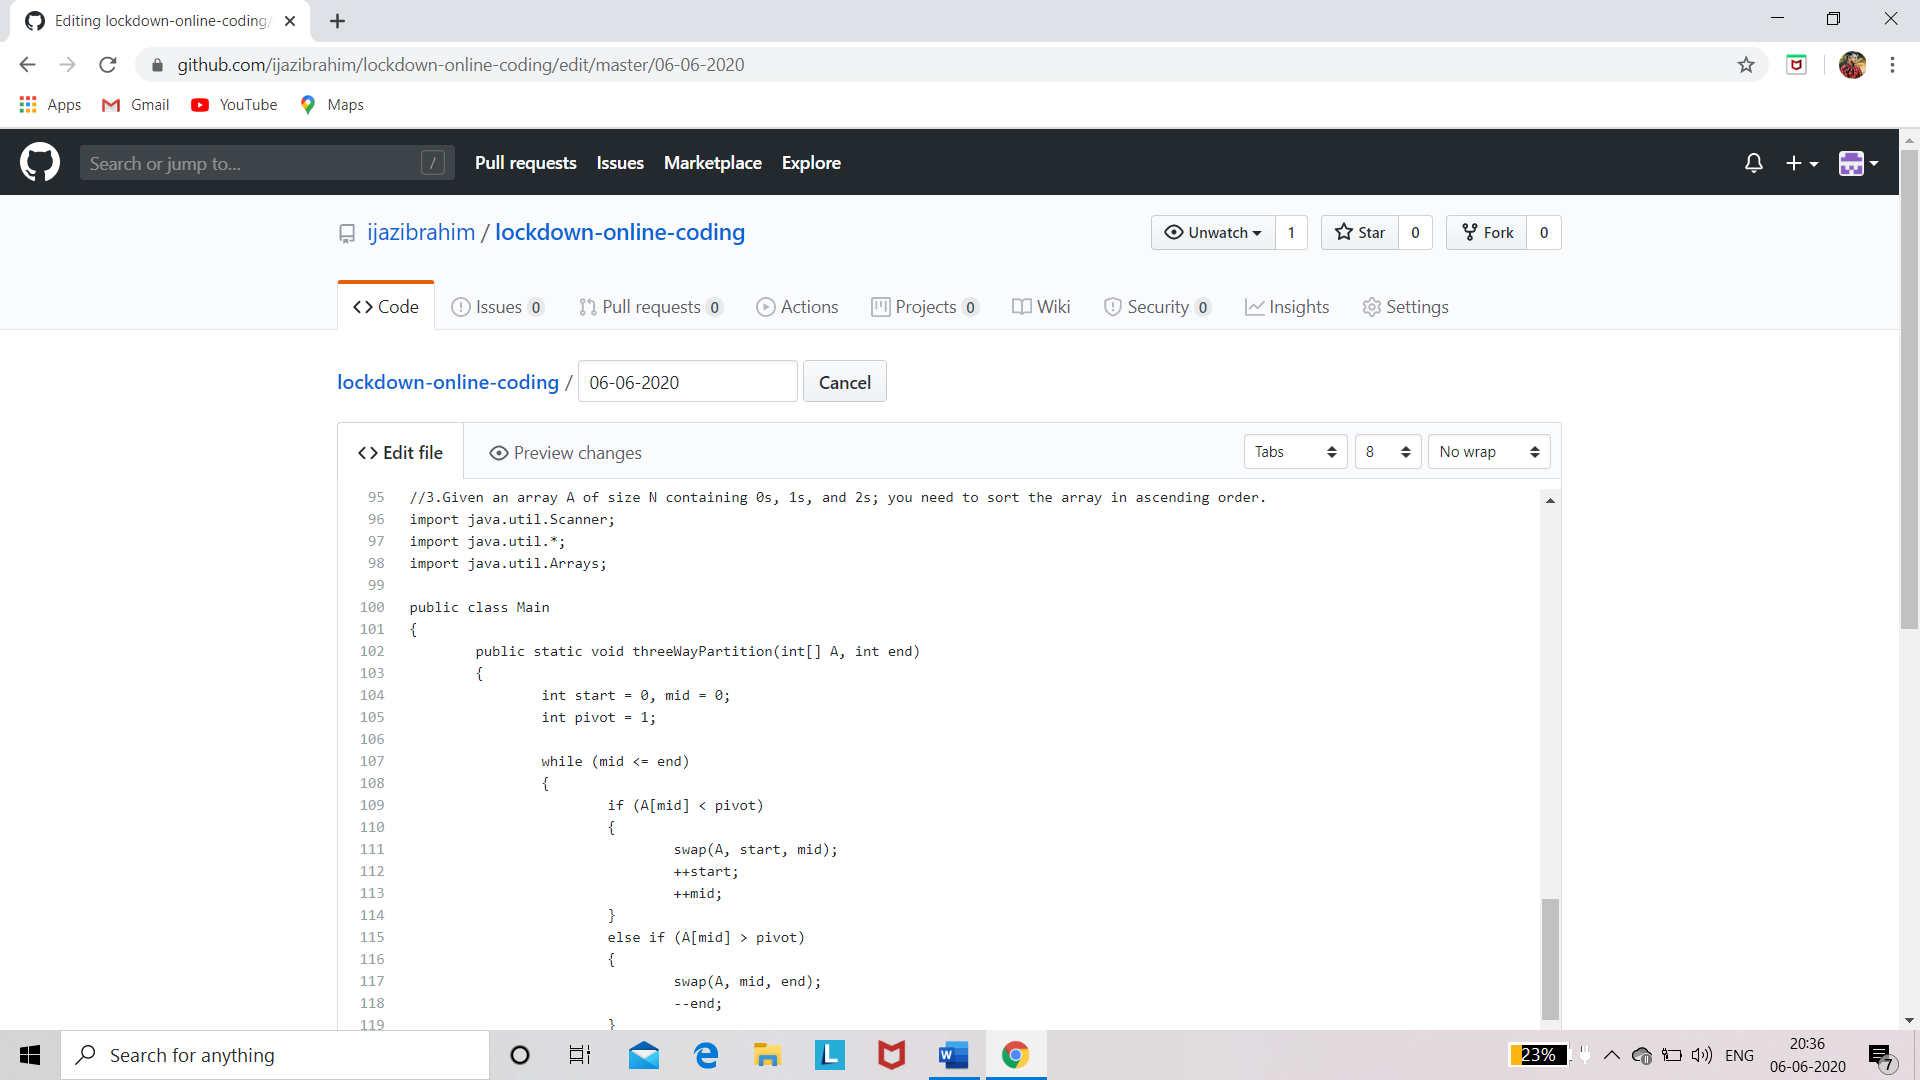 Editing lockdown-online-coding/
github.com/ijazibrahim/lockdown-online-coding/edit/master/06-06-2020
Apps Gmail YouTube Maps
Search or jump to... / Pull requests Issues Marketplace Explore
ijazibrahim / lockdown-online-coding Unwatch 1 Star 0 Fork 0
Code Issues 0 Pull requests 0 Actions Projects 0 Wiki Security 0 Insights Settings
lockdown-online-coding / 06-06-2020 Cancel
Edit file Preview changes Tabs 8 No wrap
95 //3.Given an array A of size N containing 0s, 1s, and 2s; you need to sort the array in ascending order.
96 import java.util.Scanner;
97 import java.util.*;
98 import java.util.Arrays;
99
100 public class Main
101 {
102 public static void threeWayPartition(int[] A, int end)
103 {
104 int start = 0, mid = 0;
105 int pivot = 1;
106
107 while (mid <= end)
108 {
109 if (A[mid] < pivot)
110 {
111 swap(A, start, mid);
112 ++start;
113 ++mid;
114 }
115 else if (A[mid] > pivot)
116 {
117 swap(A, mid, end);
118 --end;
119 }
Search for anything L W 23% ENG 20:36
06-06-2020 7